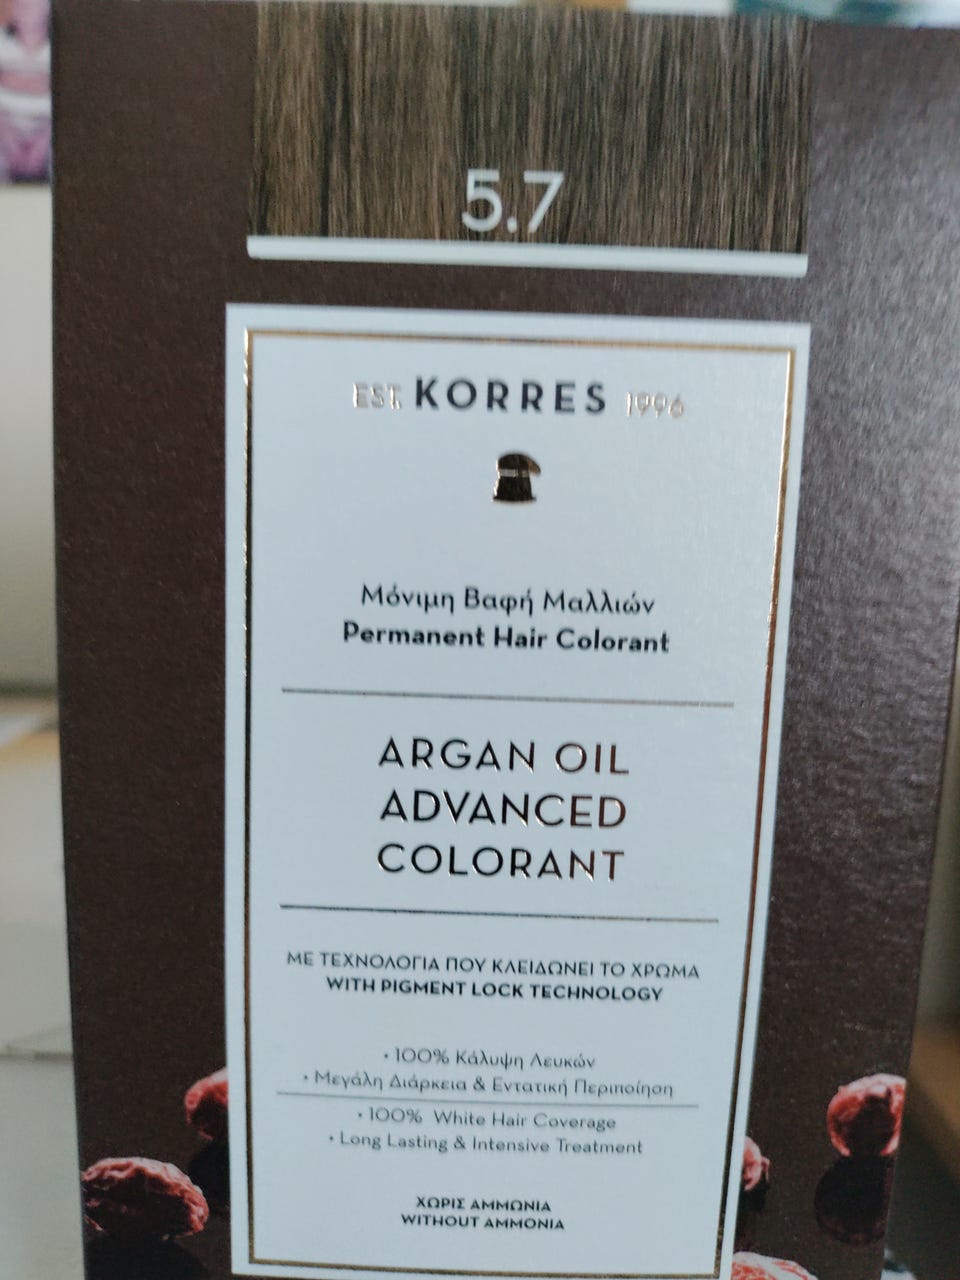 5.7
EST. KORRES 1996
Μόνιμη Βαφή Μαλλιών
Permanent Hair Colorant
ARGAN OIL
ADVANCED
COLORANT
ΜΕ ΤΕΧΝΟΛΟΓΙΑ ΠΟΥ ΚΛΕΙΔΩΝΕΙ ΤΟ ΧΡΩΜΑ
WITH PIGMENT LOCK TECHNOLOGY
• 100% Κάλυψη Λευκών
• Μεγάλη Διάρκεια & Εντατική Περιποίηση
• 100% White Hair Coverage
• Long Lasting & Intensive Treatment
ΧΩΡΙΣ ΑΜΜΩΝΙΑ
WITHOUT AMMONIA